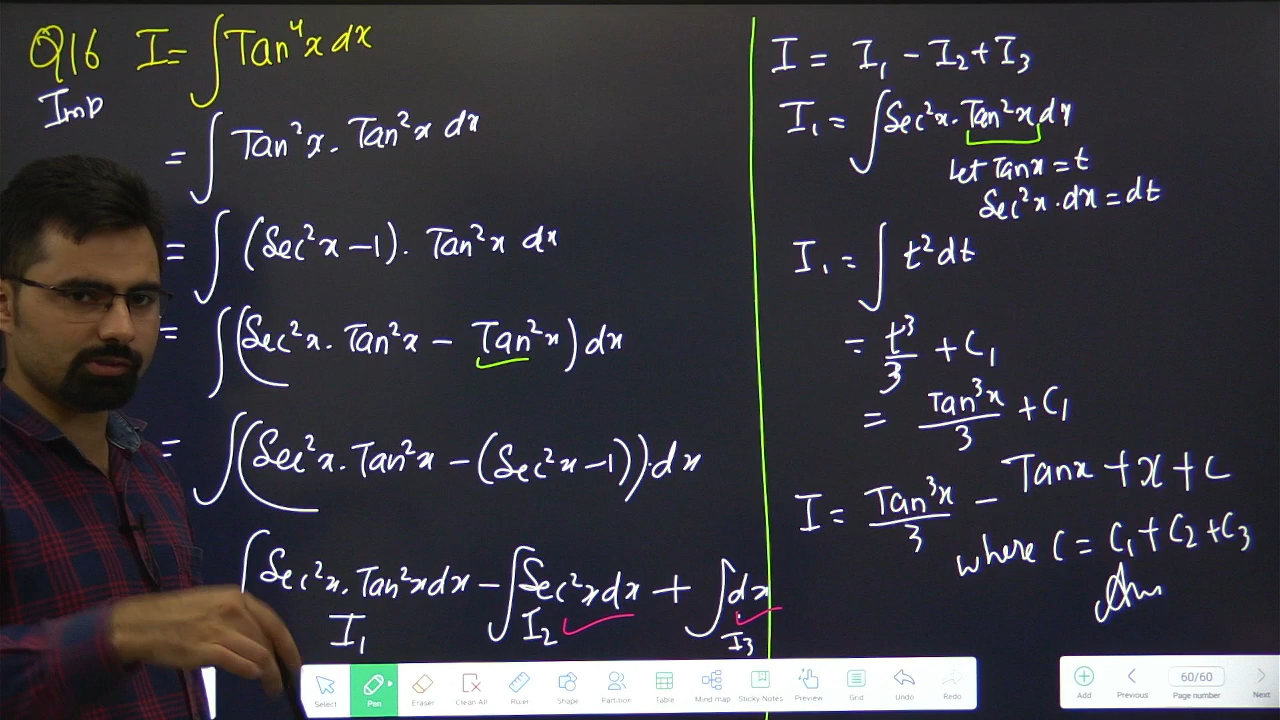 Q16 I = ∫Tan⁴x dx
Imp
= ∫ Tan²x . Tan²x dx
= ∫ (Sec²x - 1) . Tan²x dx
= ∫(Sec²x . Tan²x - Tan²x) dx
= ∫(Sec²x . Tan²x - (Sec²x - 1)) . dx
∫Sec²x . Tan²x dx - ∫Sec²x dx + ∫dx
I₁ I₂ I₃
I = I₁ - I₂ + I₃
I₁ = ∫Sec²x . Tan²x dx
Let Tanx = t
Sec²x . dx = dt
I₁ = ∫ t² dt
= t³/3 + C₁
= Tan³x/3 + C₁
I = Tan³x/3 - Tanx + x + C
where C = C₁ + C₂ + C₃
Ans
Select Pen Eraser Clean All Ruler Shape Partition Table Mind map Sticky Notes Preview Grid Undo Redo
Add Previous 60/60 Page number Next